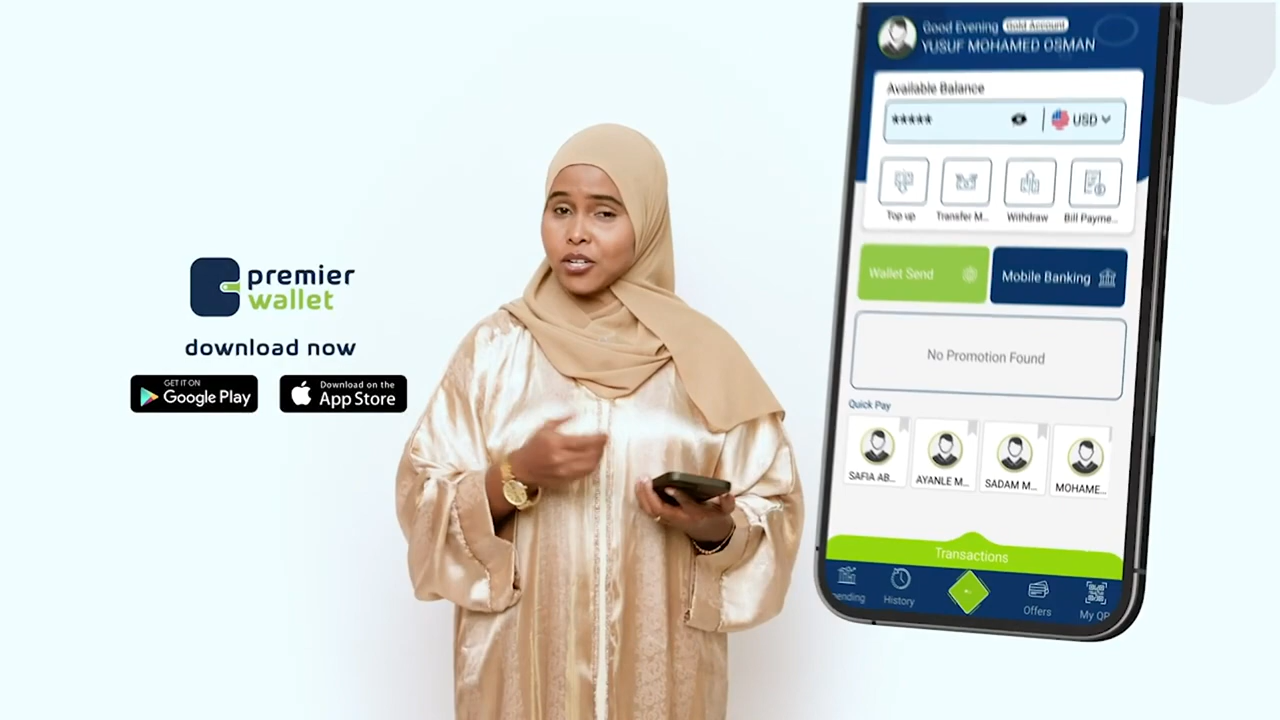 premier
wallet
download now
GET IT ON
Google Play
Download on the
App Store
Good Evening Gold Account
YUSUF MOHAMED OSMAN
Available Balance
*****
USD
Top up
Transfer M...
Withdraw
Bill Payme...
Wallet Send
Mobile Banking
No Promotion Found
Quick Pay
SAFIA AB...
AYANLE M...
SADAM M...
MOHAME...
Transactions
ending
History
Offers
My QR